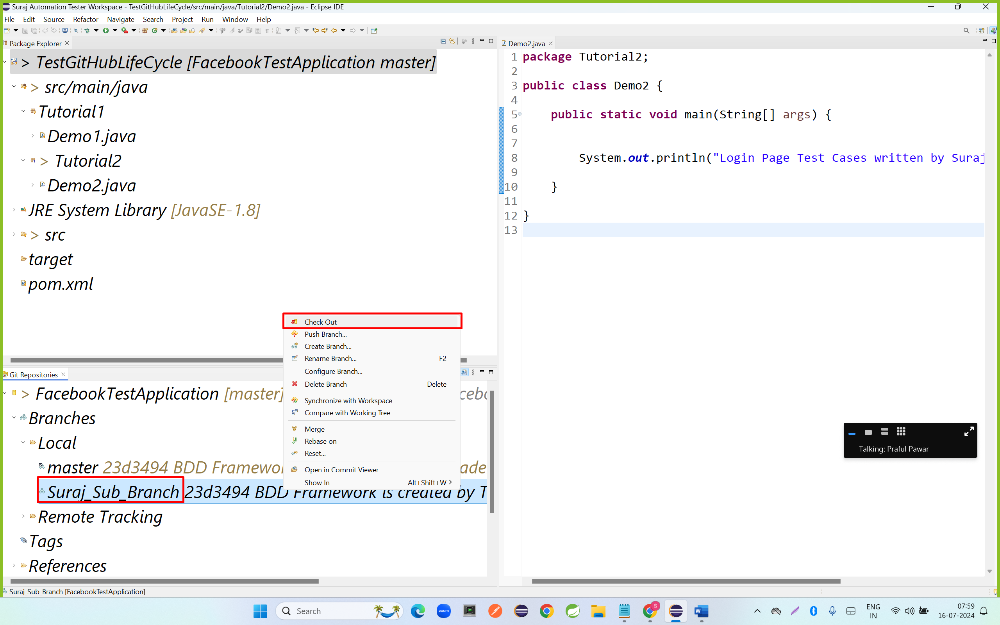 Suraj Automation Tester Workspace - TestGitHubLifeCycle/src/main/java/Tutorial2/Demo2.java - Eclipse IDE
File Edit Source Refactor Navigate Search Project Run Window Help
Package Explorer
> TestGitHubLifeCycle [FacebookTestApplication master]
> src/main/java
Tutorial1
Demo1.java
> Tutorial2
Demo2.java
JRE System Library [JavaSE-1.8]
> src
target
pom.xml
Demo2.java
1 package Tutorial2;
2
3 public class Demo2 {
4
5 public static void main(String[] args) {
6
7
8 System.out.println("Login Page Test Cases written by Suraj
9
10 }
11
12 }
13
Check Out
Push Branch...
Create Branch...
Rename Branch... F2
Configure Branch...
Delete Branch Delete
Synchronize with Workspace
Compare with Working Tree
Merge
Rebase on
Reset...
Open in Commit Viewer
Show In Alt+Shift+W >
Git Repositories
> FacebookTestApplication [master]
Branches
Local
master 23d3494 BDD
Suraj_Sub_Branch 23d3494 BDD Framework is created by T
Remote Tracking
Tags
References
Talking: Praful Pawar
Suraj_Sub_Branch [FacebookTestApplication]
Search
zoom
S
W
ENG
IN
07:59
16-07-2024